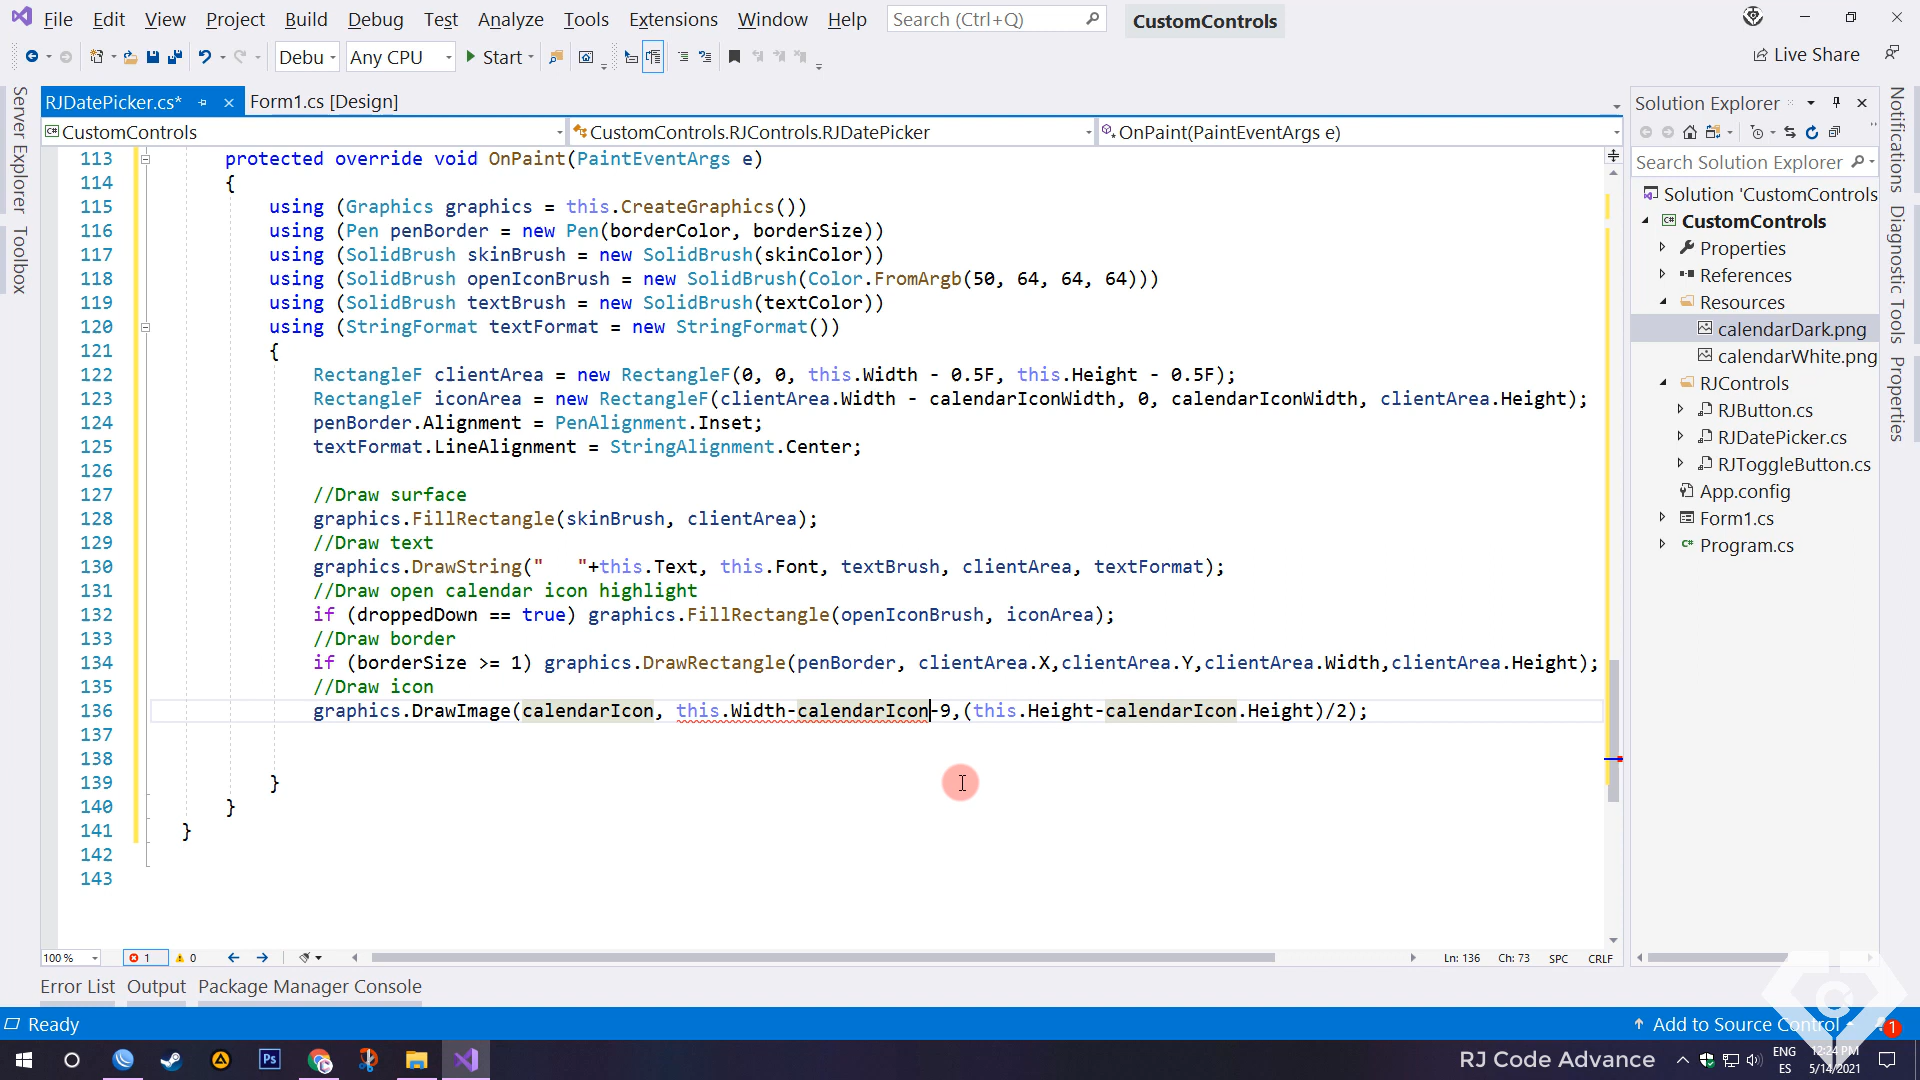 File Edit View Project Build Debug Test Analyze Tools Extensions Window Help Search (Ctrl+Q) CustomControls
Debu Any CPU Start Live Share
RJDatePicker.cs* Form1.cs [Design]
CustomControls CustomControls.RJControls.RJDatePicker OnPaint(PaintEventArgs e)
Server Explorer
Toolbox
113 protected override void OnPaint(PaintEventArgs e)
114 {
115 using (Graphics graphics = this.CreateGraphics())
116 using (Pen penBorder = new Pen(borderColor, borderSize))
117 using (SolidBrush skinBrush = new SolidBrush(skinColor))
118 using (SolidBrush openIconBrush = new SolidBrush(Color.FromArgb(50, 64, 64, 64)))
119 using (SolidBrush textBrush = new SolidBrush(textColor))
120 using (StringFormat textFormat = new StringFormat())
121 {
122 RectangleF clientArea = new RectangleF(0, 0, this.Width - 0.5F, this.Height - 0.5F);
123 RectangleF iconArea = new RectangleF(clientArea.Width - calendarIconWidth, 0, calendarIconWidth, clientArea.Height);
124 penBorder.Alignment = PenAlignment.Inset;
125 textFormat.LineAlignment = StringAlignment.Center;
126
127 //Draw surface
128 graphics.FillRectangle(skinBrush, clientArea);
129 //Draw text
130 graphics.DrawString("   "+this.Text, this.Font, textBrush, clientArea, textFormat);
131 //Draw open calendar icon highlight
132 if (droppedDown == true) graphics.FillRectangle(openIconBrush, iconArea);
133 //Draw border
134 if (borderSize >= 1) graphics.DrawRectangle(penBorder, clientArea.X,clientArea.Y,clientArea.Width,clientArea.Height);
135 //Draw icon
136 graphics.DrawImage(calendarIcon, this.Width-calendarIcon-9,(this.Height-calendarIcon.Height)/2);
137
138
139 }
140 }
141 }
142
143
100 % 1 0 Ln: 136 Ch: 73 SPC CRLF
Error List Output Package Manager Console
Solution Explorer
Search Solution Explorer
Solution 'CustomControls
CustomControls
Properties
References
Resources
calendarDark.png
calendarWhite.png
RJControls
RJButton.cs
RJDatePicker.cs
RJToggleButton.cs
App.config
Form1.cs
Program.cs
Notifications
Diagnostic Tools
Properties
Ready Add to Source Control 1
Ps RJ Code Advance ENG
ES
12:24 PM
5/14/2021